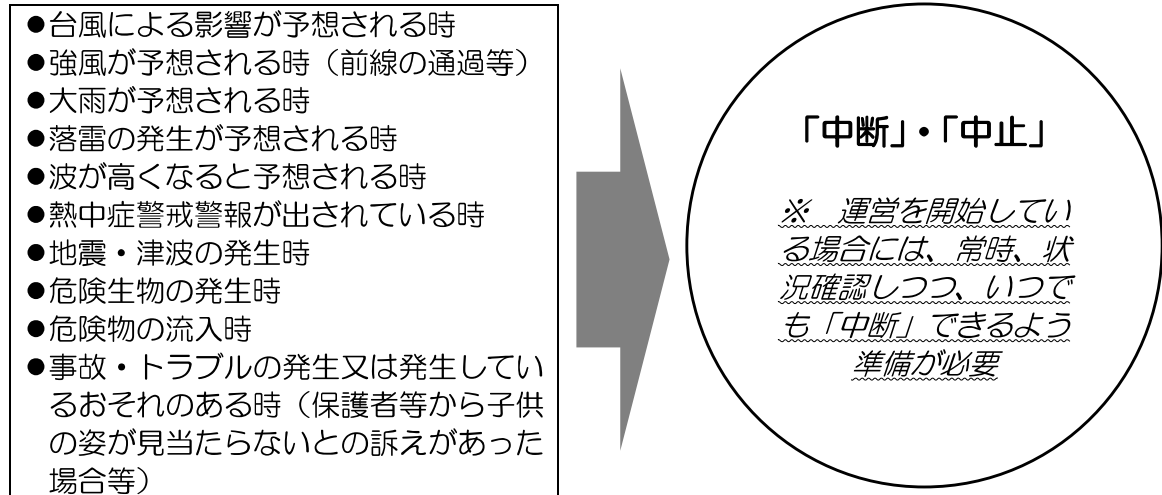 ●台風による影響が予想される時
●強風が予想される時（前線の通過等）
●大雨が予想される時
●落雷の発生が予想される時
●波が高くなると予想される時
●熱中症警戒警報が出されている時
●地震・津波の発生時
●危険生物の発生時
●危険物の流入時
●事故・トラブルの発生又は発生してい
るおそれのある時（保護者等から子供
の姿が見当たらないとの訴えがあった
場合等）
「中断」・「中止」
※　運営を開始してい
る場合には、常時、状
況確認しつつ、いつで
も「中断」できるよう
準備が必要